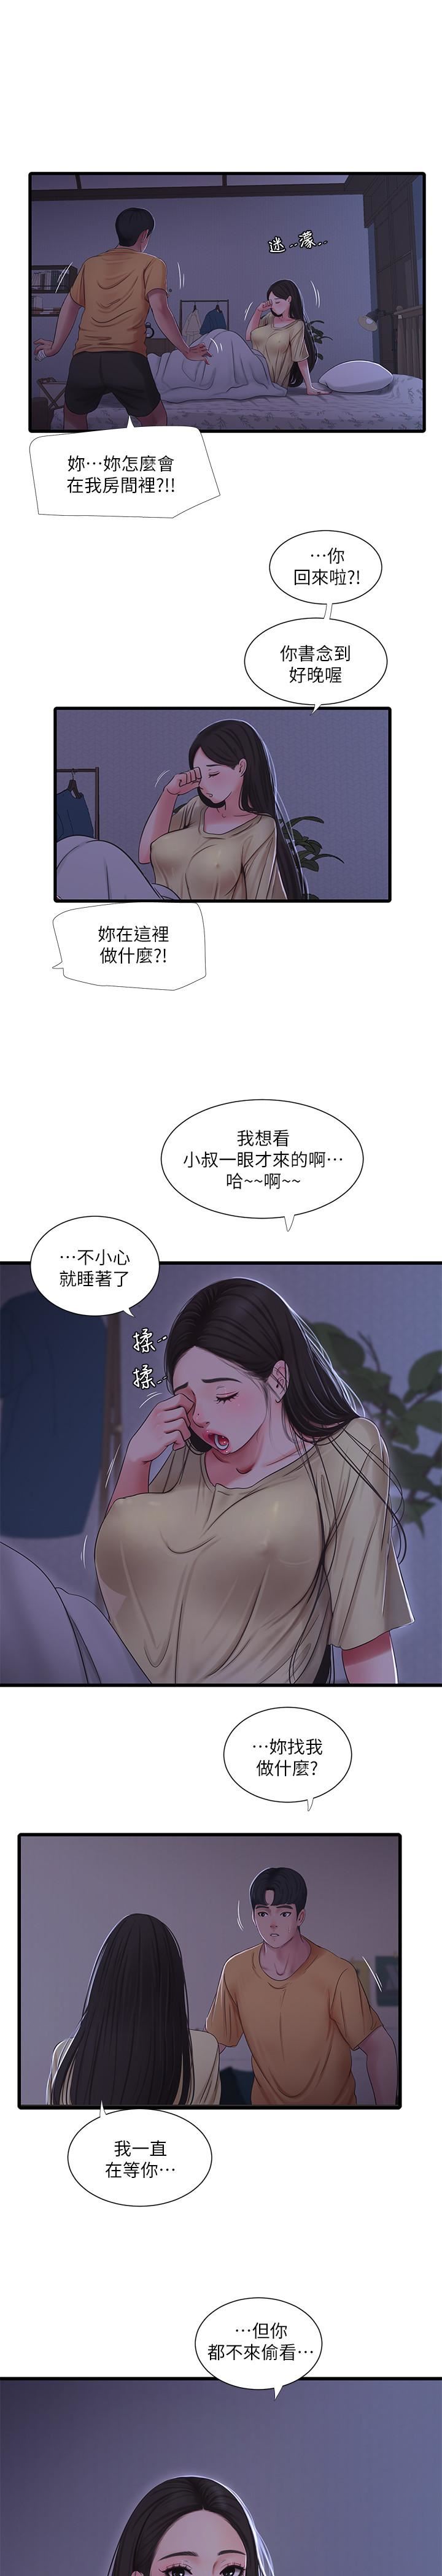 迷…濛…
妳…妳怎麼會
在我房間裡?!!
…你
回來啦?!
你書念到
好晚喔
妳在這裡
做什麼?!
我想看
小叔一眼才來的啊…
哈~~啊~~
…不小心
就睡著了
揉…
揉…
…妳找我
做什麼?
我一直
在等你…
…但你
都不來偷看…